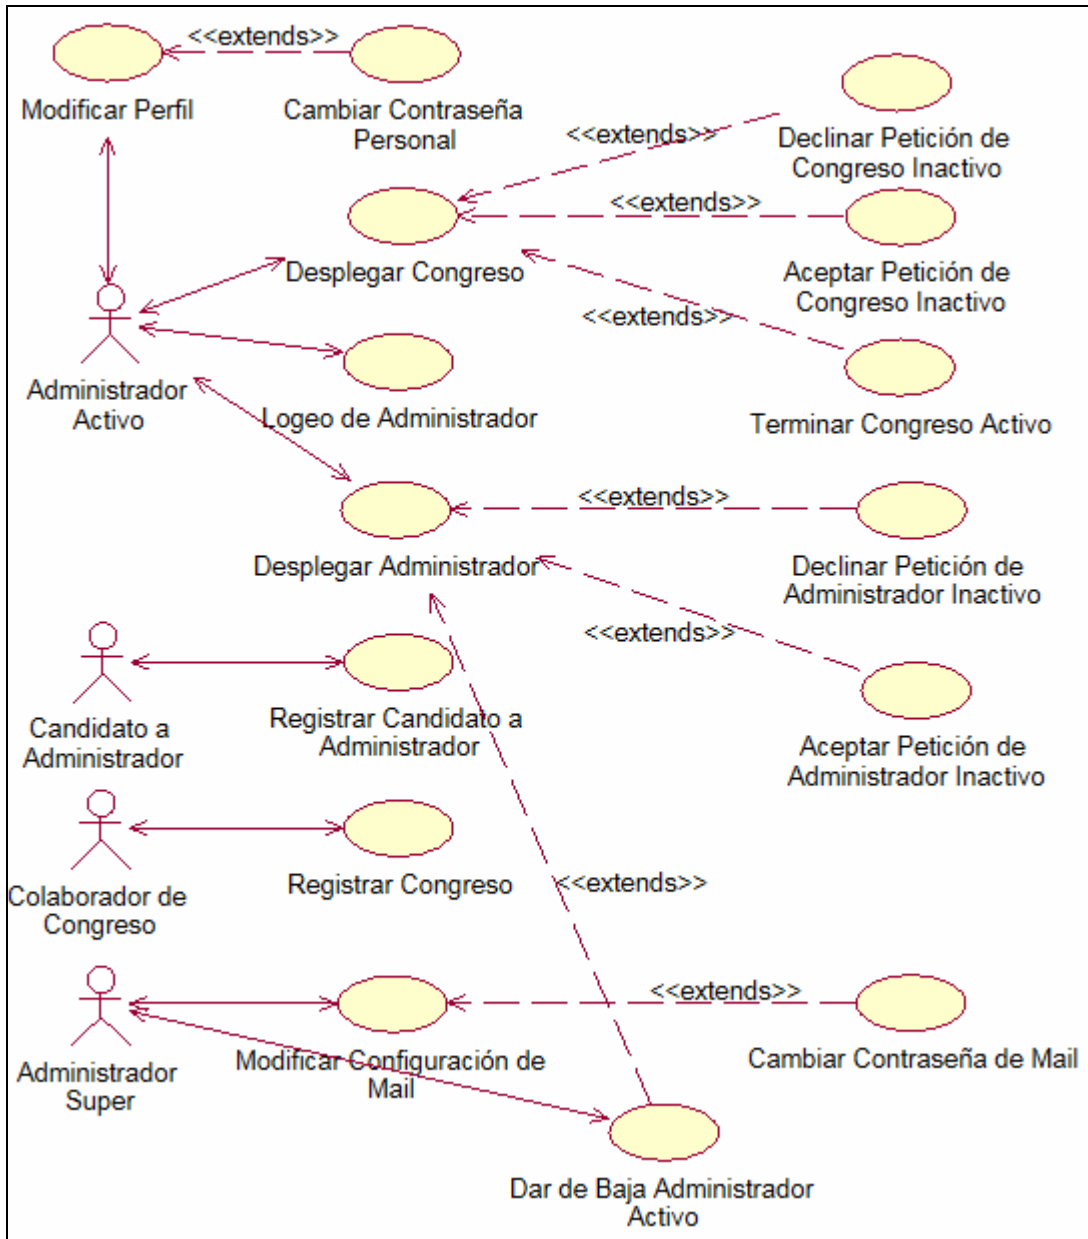 <<extends>>
Modificar Perfil
Cambiar Contraseña
Personal
<<extends>>
Declinar Petición de
Congreso Inactivo
<<extends>>
Desplegar Congreso
Aceptar Petición de
Congreso Inactivo
<<extends>>
Administrador
Activo
Logeo de Administrador
Terminar Congreso Activo
<<extends>>
Desplegar Administrador
Declinar Petición de
Administrador Inactivo
<<extends>>
Candidato a
Administrador
Registrar Candidato a
Administrador
Aceptar Petición de
Administrador Inactivo
Colaborador de
Congreso
Registrar Congreso
<<extends>>
<<extends>>
Administrador
Super
Modificar Configuración de
Mail
Cambiar Contraseña de Mail
Dar de Baja Administrador
Activo